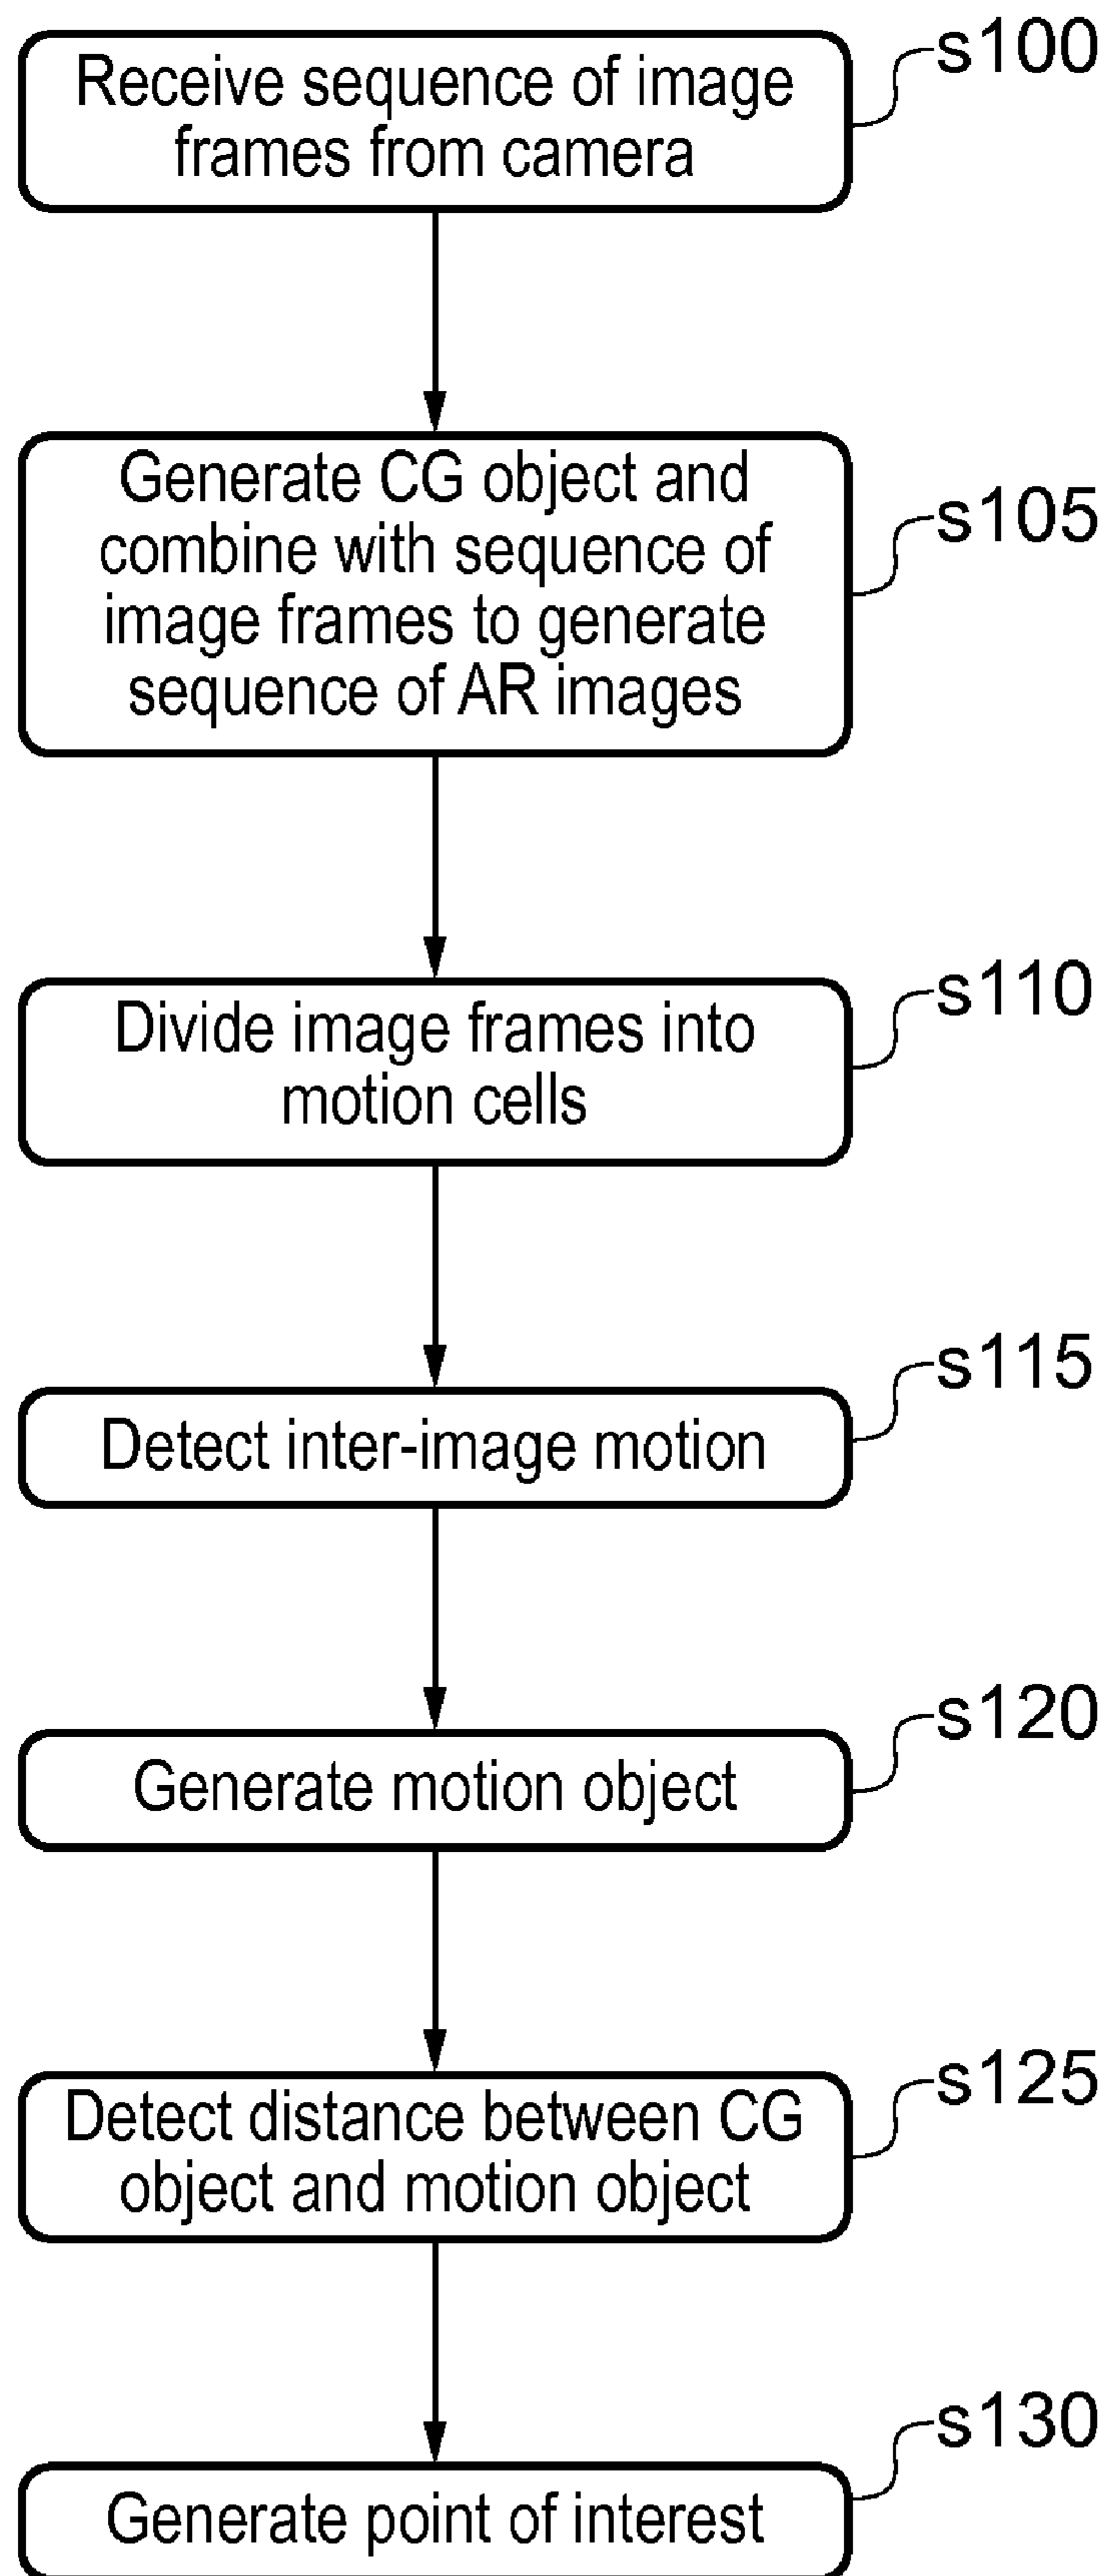 Receive sequence of image
frames from camera
s100
Generate CG object and
combine with sequence of
image frames to generate
sequence of AR images
s105
Divide image frames into
motion cells
s110
Detect inter-image motion
s115
Generate motion object
s120
Detect distance between CG
object and motion object
s125
Generate point of interest
s130